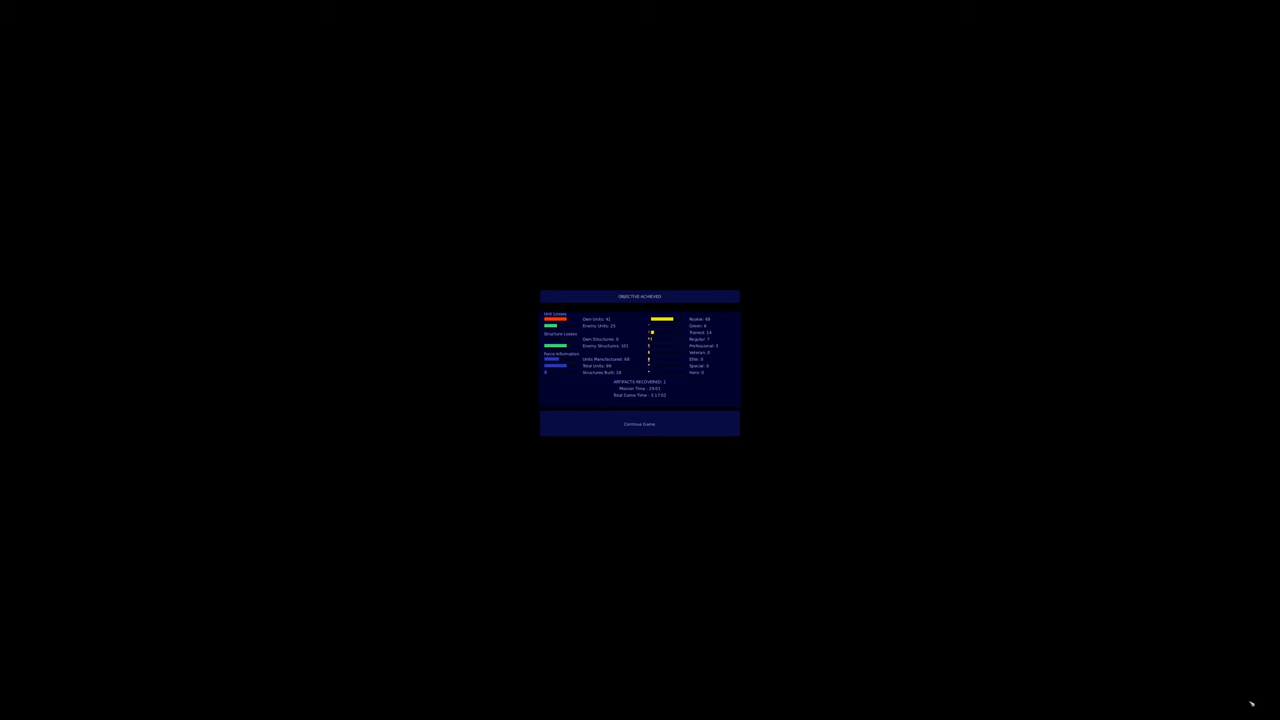 OBJECTIVE ACHIEVED
Unit Losses
Own Units: 41
Enemy Units: 25
Structure Losses
Own Structures: 0
Enemy Structures: 101
Force Information
Units Manufactured: 68
Total Units: 99
Structures Built: 18
Rookie: 69
Green: 6
Trained: 14
Regular: 7
Professional: 3
Veteran: 0
Elite: 0
Special: 0
Hero: 0
ARTIFACTS RECOVERED: 1
Mission Time - 29:01
Total Game Time - 3:17:02
Continue Game